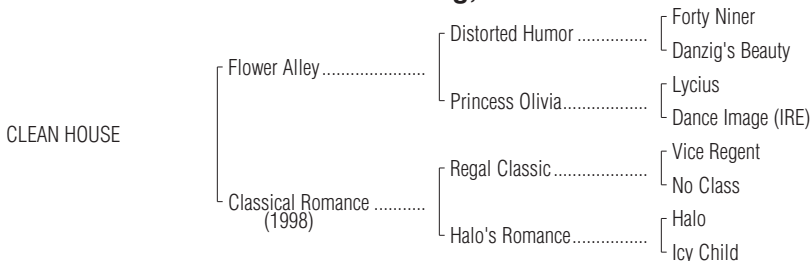 Forty Niner
Distorted Humor ...............
Danzig's Beauty
Flower Alley......................
Lycius
Princess Olivia..................
Dance Image (IRE)
CLEAN HOUSE
Vice Regent
Regal Classic ....................
No Class
Classical Romance ...........
(1998)
Halo
Halo's Romance................
Icy Child